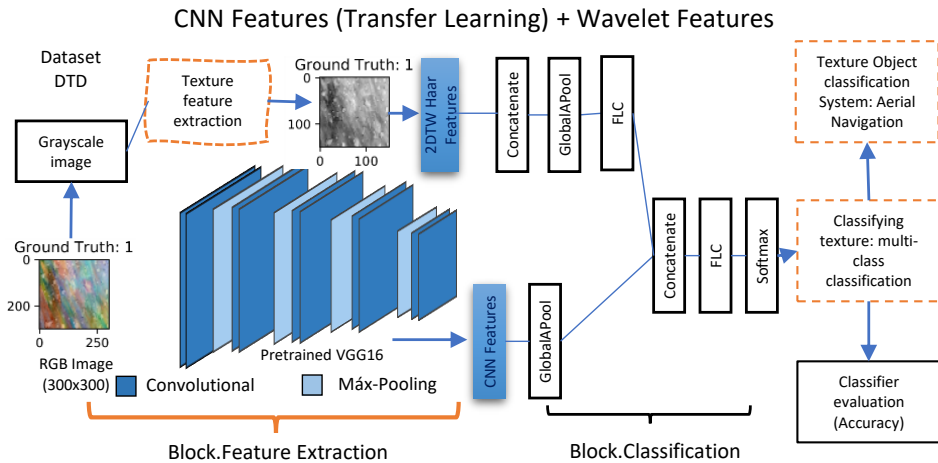 CNN Features (Transfer Learning) + Wavelet Features
Dataset
DTD
Grayscale
image
Texture
feature
extraction
Ground Truth: 1
0
100
0
100
2DTW Haar
Features
Concatenate
GlobalAPool
FLC
Texture Object
classification
System: Aerial
Navigation
Ground Truth: 1
0
200
0
250
RGB Image
(300x300)
Pretrained VGG16
Convolutional
Máx-Pooling
CNN Features
GlobalAPool
Concatenate
FLC
Softmax
Classifying
texture: multi-
class
classification
Classifier
evaluation
(Accuracy)
Block.Feature Extraction
Block.Classification